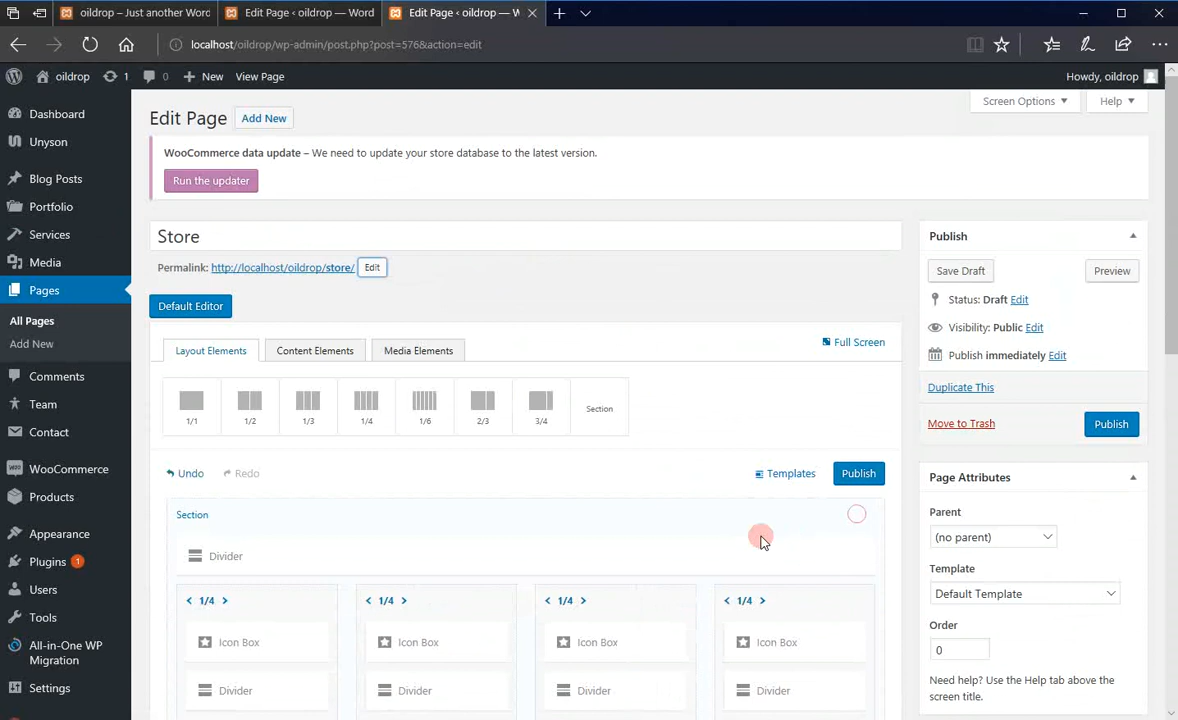 oildrop – Just another Word
Edit Page ‹ oildrop — Word
Edit Page ‹ oildrop — W
localhost/oildrop/wp-admin/post.php?post=576&action=edit
oildrop
1
0
New
View Page
Howdy, oildrop
Screen Options
Help
Dashboard
Unyson
Blog Posts
Portfolio
Services
Media
Pages
All Pages
Add New
Comments
Team
Contact
WooCommerce
Products
Appearance
Plugins 1
Users
Tools
All-in-One WP
Migration
Settings
Edit Page
Add New
WooCommerce data update – We need to update your store database to the latest version.
Run the updater
Store
Permalink: http://localhost/oildrop/store/ Edit
Default Editor
Layout Elements
Content Elements
Media Elements
Full Screen
1/1
1/2
1/3
1/4
1/6
2/3
3/4
Section
Undo
Redo
Templates
Publish
Section
Divider
1/4
1/4
1/4
1/4
Icon Box
Icon Box
Icon Box
Icon Box
Divider
Divider
Divider
Divider
Publish
Save Draft
Preview
Status: Draft Edit
Visibility: Public Edit
Publish immediately Edit
Duplicate This
Move to Trash
Publish
Page Attributes
Parent
(no parent)
Template
Default Template
Order
0
Need help? Use the Help tab above the
screen title.